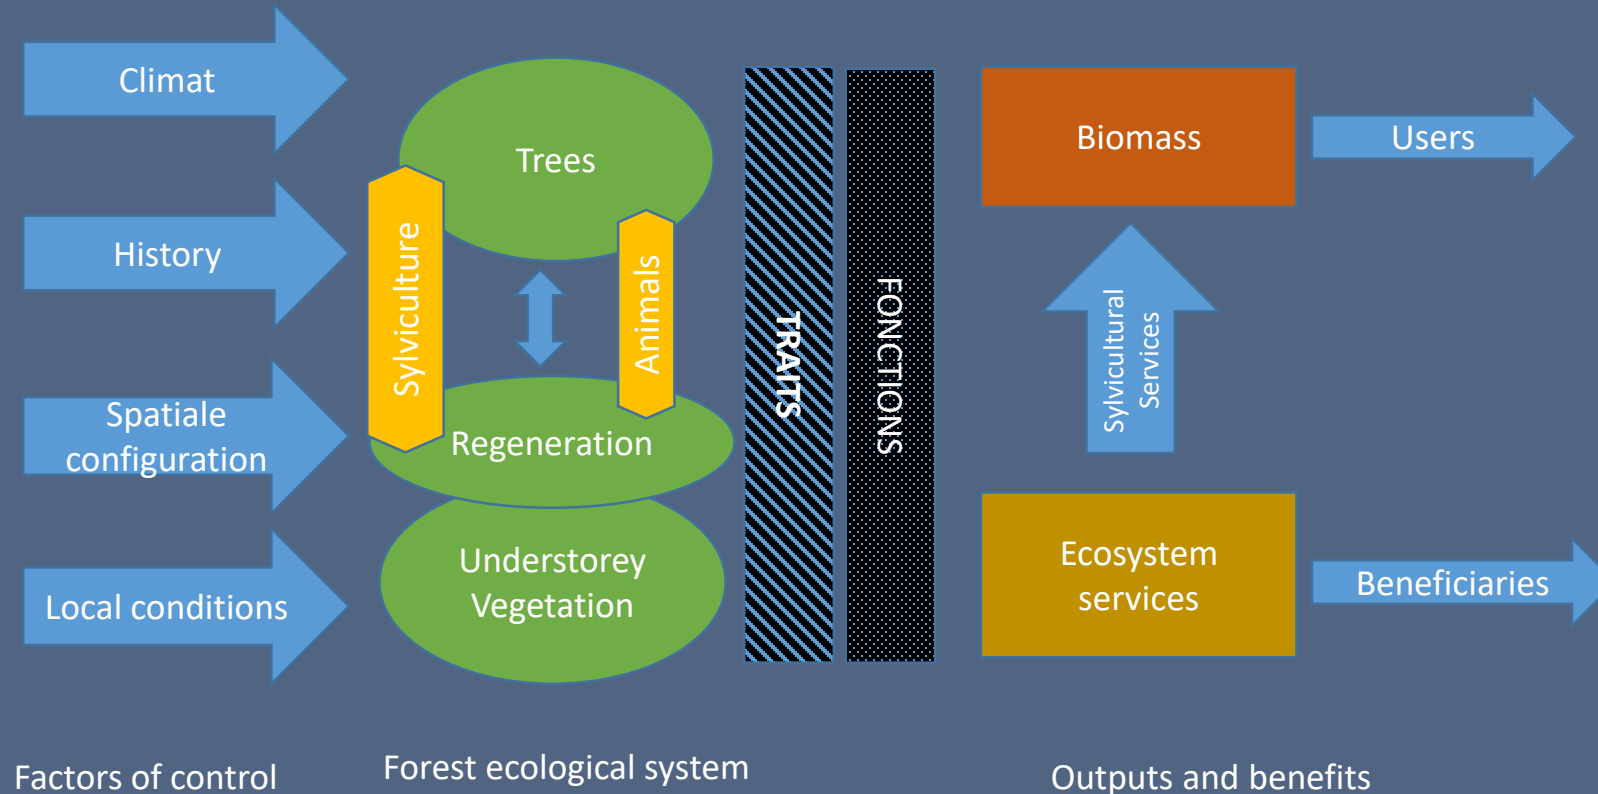 Climat
History
Spatiale
configuration
Local conditions
Trees
Sylviculture
Animals
Regeneration
Understorey
Vegetation
TRAITS
FONCTIONS
Biomass
Users
Sylvicultural
Services
Ecosystem
services
Beneficiaries
Factors of control
Forest ecological system
Outputs and benefits